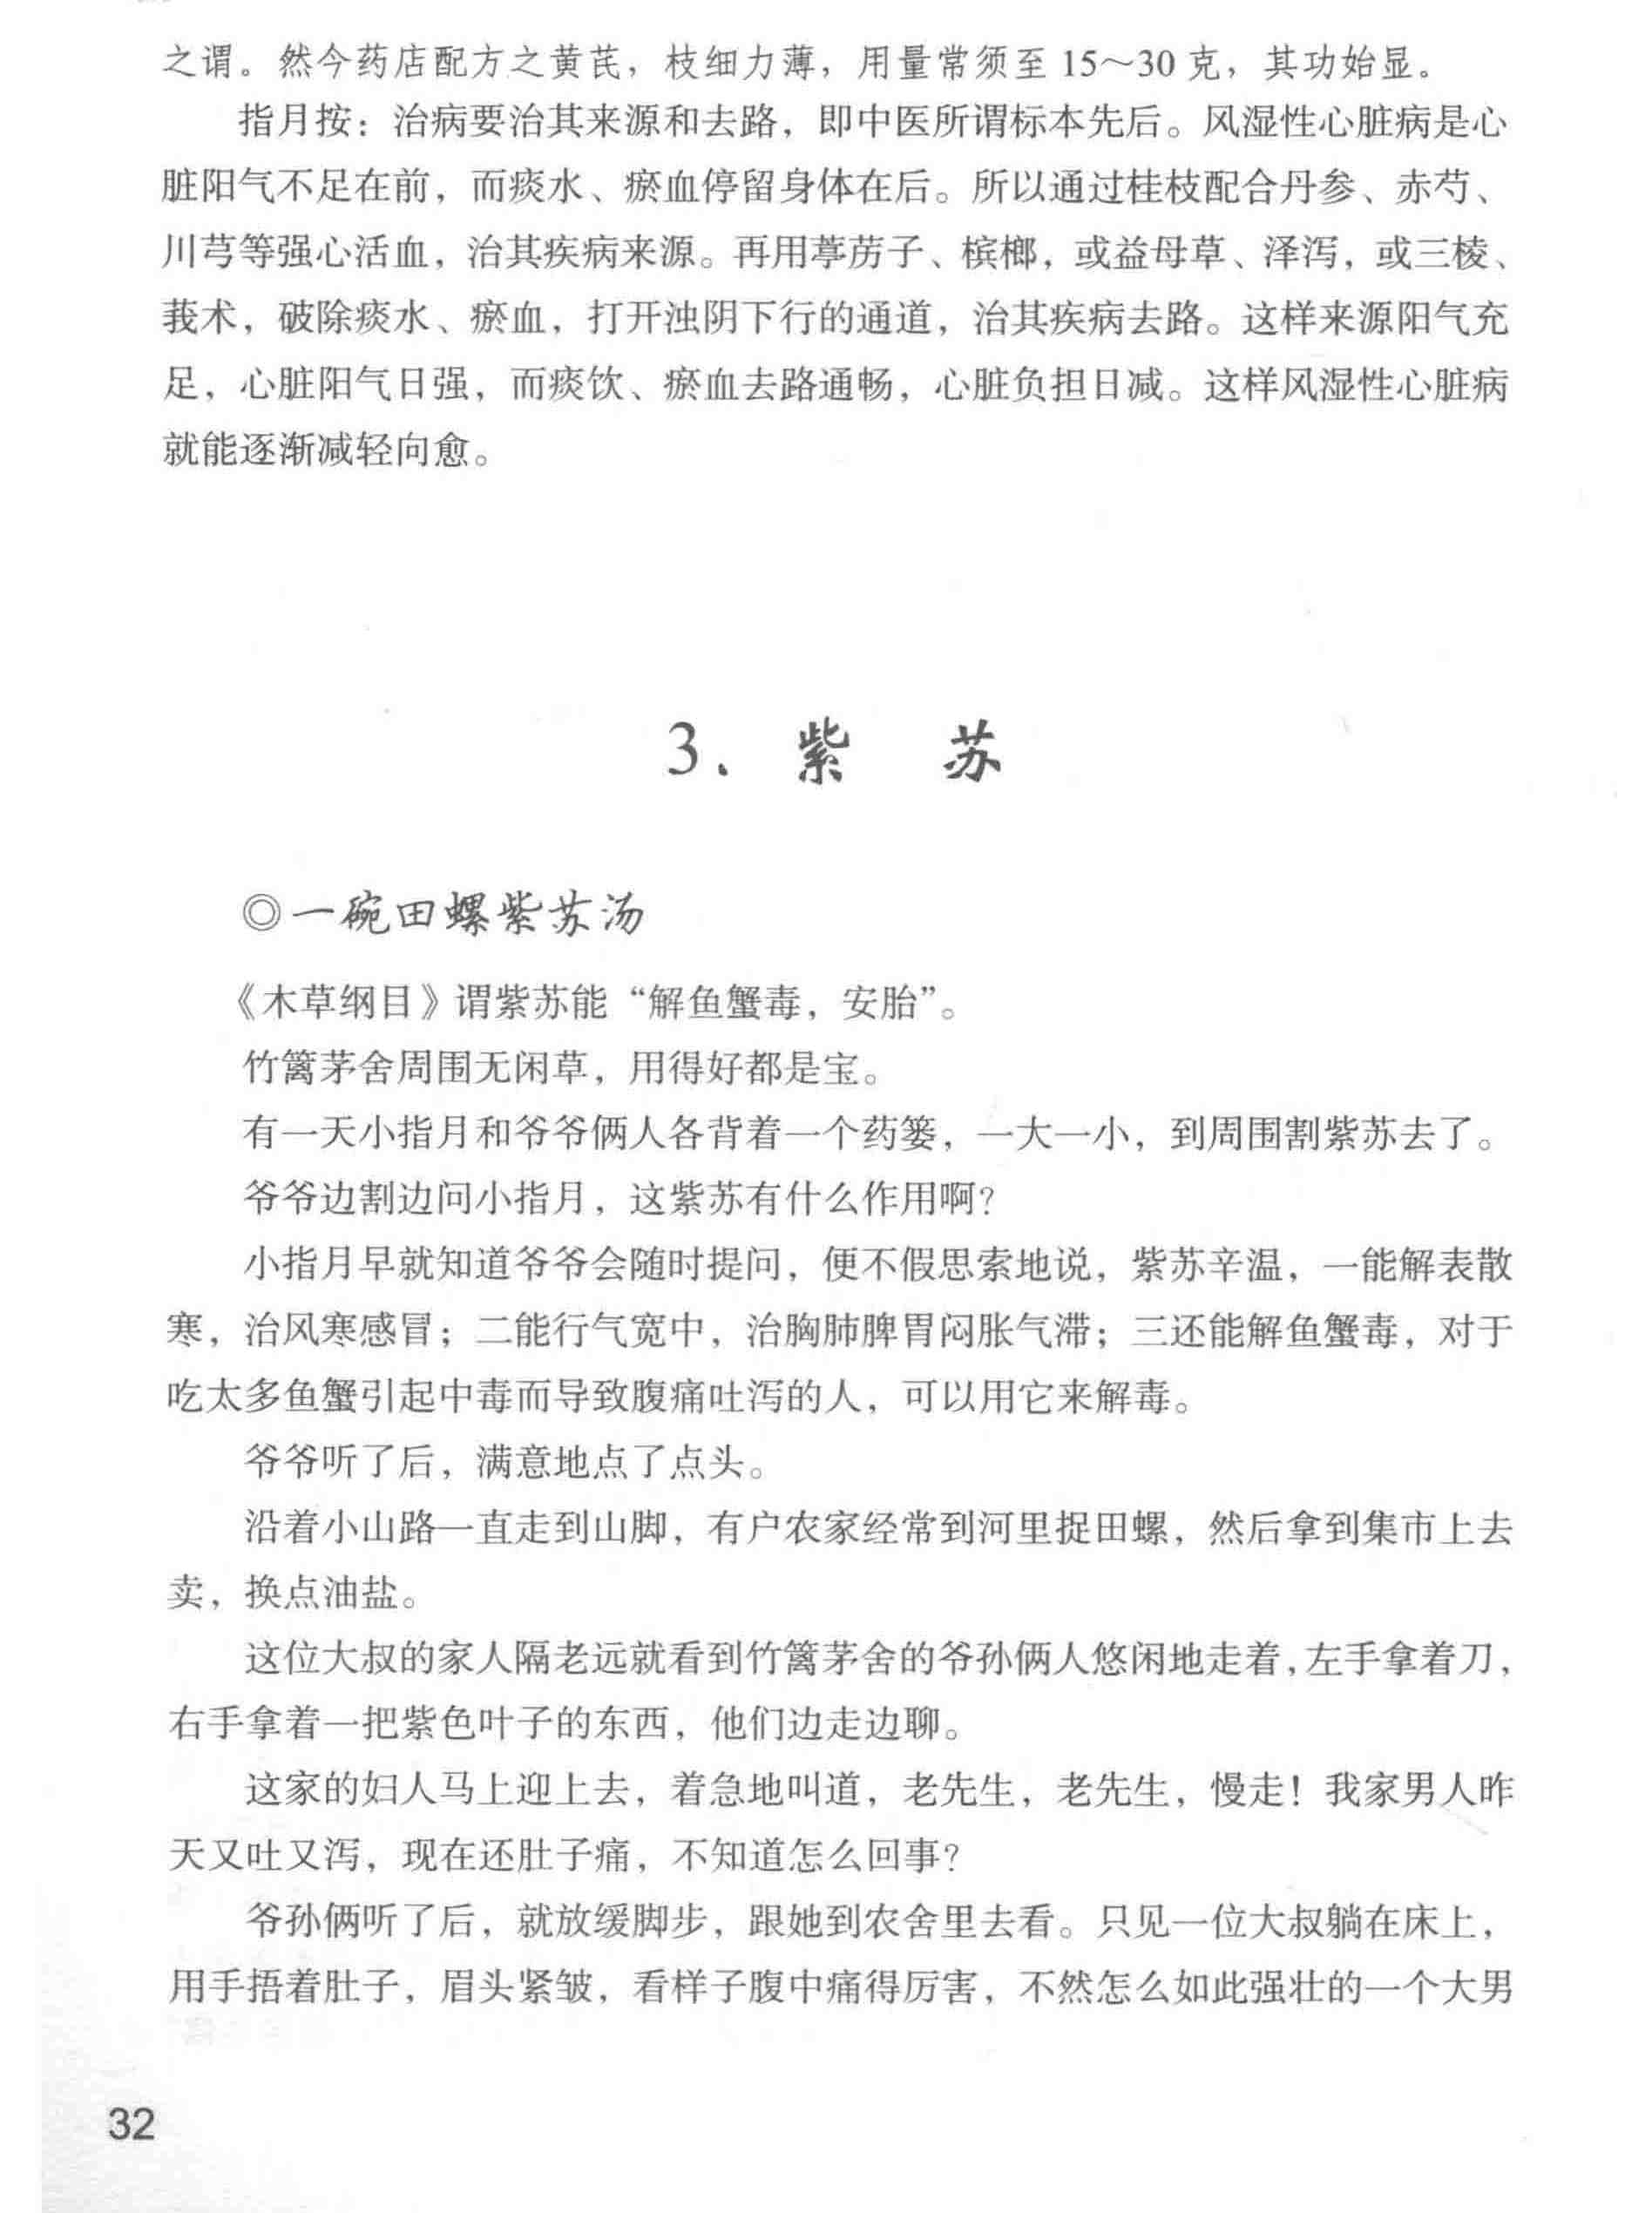 之谓。然今药店配方之黄芪，枝细力薄，用量常须至 15～30 克，其功始显。
指月按：治病要治其来源和去路，即中医所谓标本先后。风湿性心脏病是心
脏阳气不足在前，而痰水、瘀血停留身体在后。所以通过桂枝配合丹参、赤芍、
川芎等强心活血，治其疾病来源。再用葶苈子、槟榔，或益母草、泽泻，或三棱、
莪术，破除痰水、瘀血，打开浊阴下行的通道，治其疾病去路。这样来源阳气充
足，心脏阳气日强，而痰饮、瘀血去路通畅，心脏负担日减。这样风湿性心脏病
就能逐渐减轻向愈。
3、紫 苏
◎一碗田螺紫苏汤
《木草纲目》谓紫苏能“解鱼蟹毒，安胎”。
竹篱茅舍周围无闲草，用得好都是宝。
有一天小指月和爷爷俩人各背着一个药篓，一大一小，到周围割紫苏去了。
爷爷边割边问小指月，这紫苏有什么作用啊？
小指月早就知道爷爷会随时提问，便不假思索地说，紫苏辛温，一能解表散
寒，治风寒感冒；二能行气宽中，治胸肺脾胃闷胀气滞；三还能解鱼蟹毒，对于
吃太多鱼蟹引起中毒而导致腹痛吐泻的人，可以用它来解毒。
爷爷听了后，满意地点了点头。
沿着小山路一直走到山脚，有户农家经常到河里捉田螺，然后拿到集市上去
卖，换点油盐。
这位大叔的家人隔老远就看到竹篱茅舍的爷孙俩人悠闲地走着，左手拿着刀，
右手拿着一把紫色叶子的东西，他们边走边聊。
这家的妇人马上迎上去，着急地叫道，老先生，老先生，慢走！我家男人昨
天又吐又泻，现在还肚子痛，不知道怎么回事？
爷孙俩听了后，就放缓脚步，跟她到农舍里去看。只见一位大叔躺在床上，
用手捂着肚子，眉头紧皱，看样子腹中痛得厉害，不然怎么如此强壮的一个大男
32